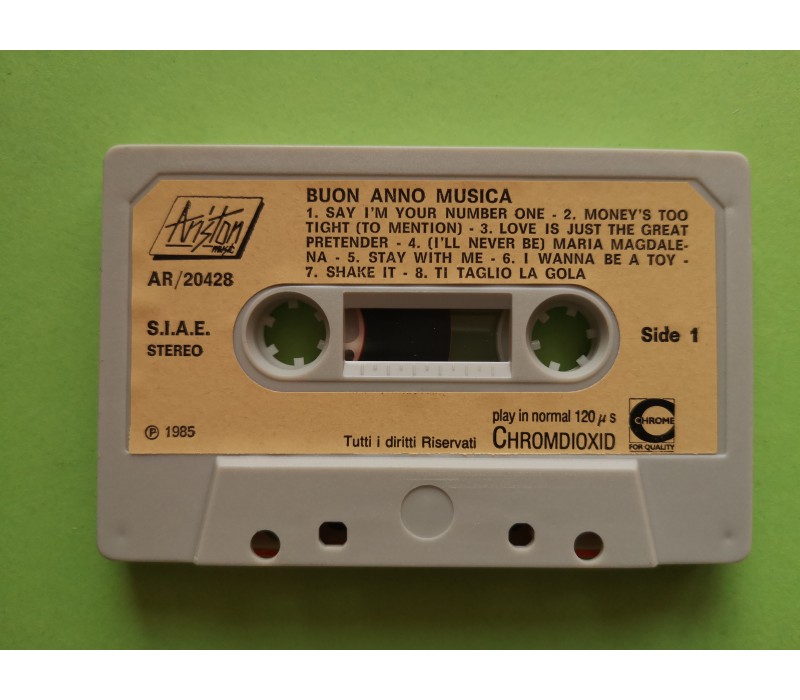 Ariston
MUSIC
AR/20428
S.I.A.E.
STEREO
℗ 1985
BUON ANNO MUSICA
1. SAY I'M YOUR NUMBER ONE - 2. MONEY'S TOO
TIGHT (TO MENTION) - 3. LOVE IS JUST THE GREAT
PRETENDER - 4. (I'LL NEVER BE) MARIA MAGDALE-
NA - 5. STAY WITH ME - 6. I WANNA BE A TOY -
7. SHAKE IT - 8. TI TAGLIO LA GOLA
Side 1
play in normal 120 μ s
Tutti i diritti Riservati CHROMDIOXID
CHROME
FOR QUALITY